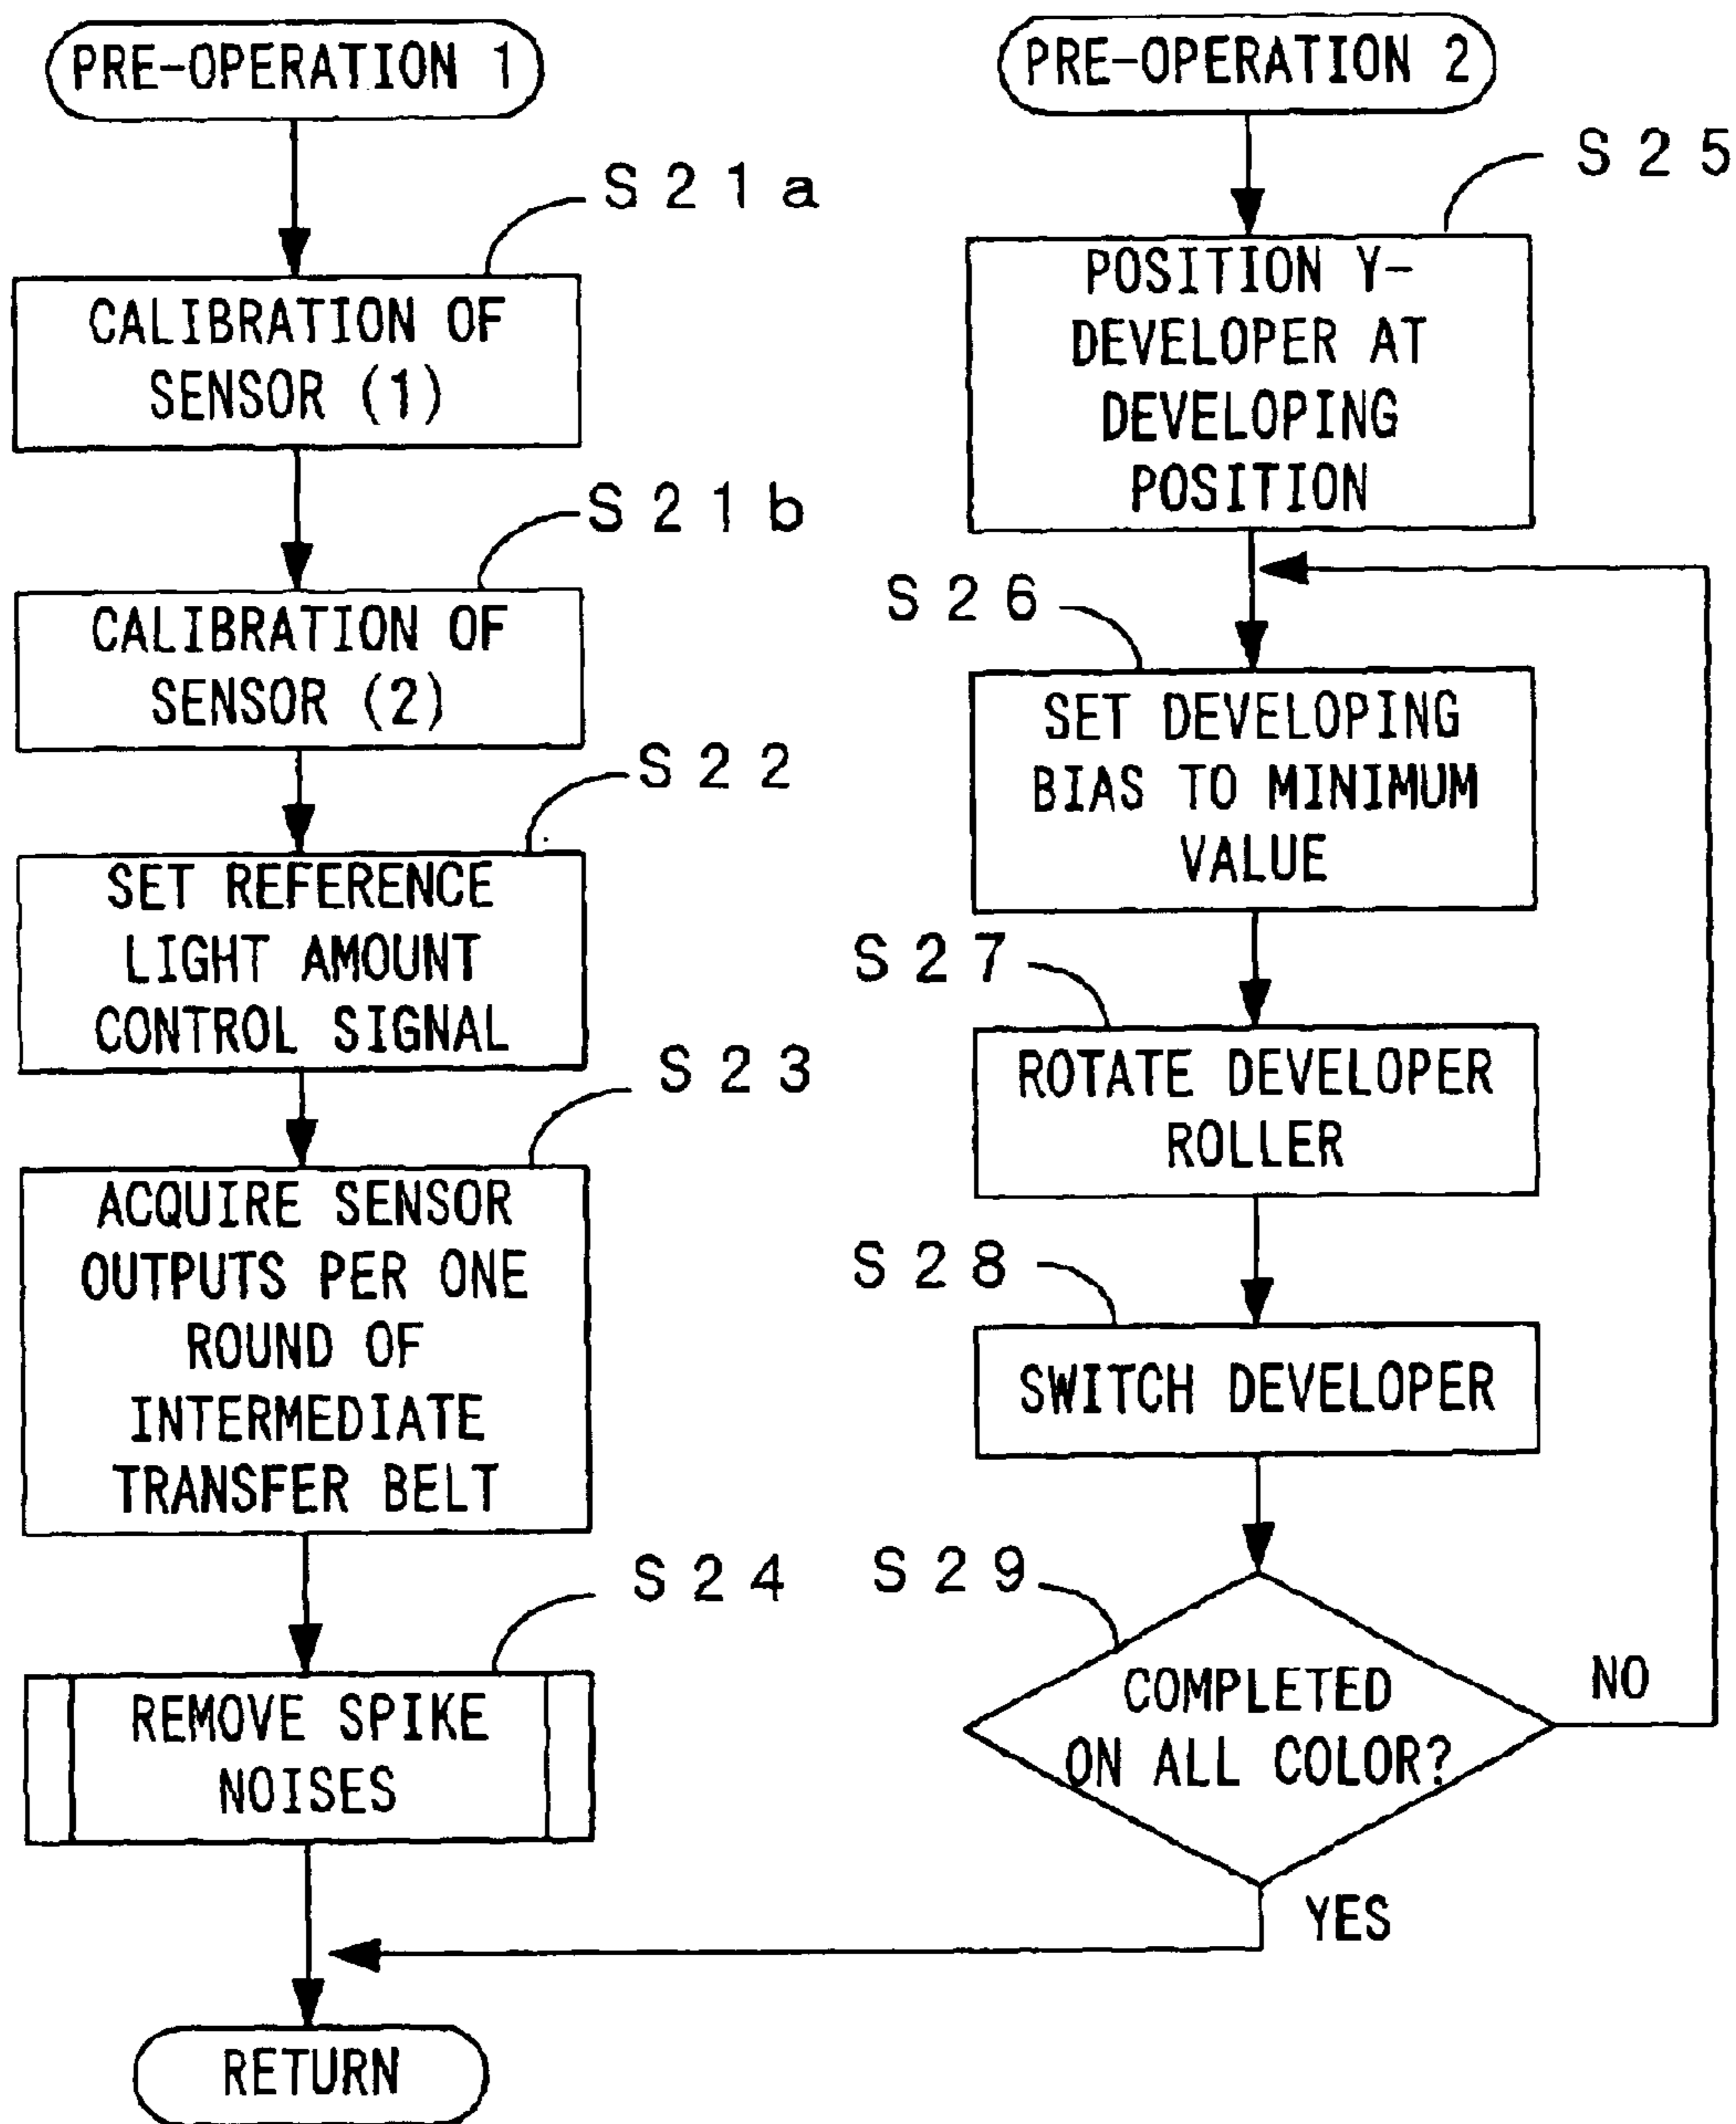 PRE-OPERATION 1
S21a
CALIBRATION OF
SENSOR (1)
S21b
CALIBRATION OF
SENSOR (2)
S22
SET REFERENCE
LIGHT AMOUNT
CONTROL SIGNAL
S23
ACQUIRE SENSOR
OUTPUTS PER ONE
ROUND OF
INTERMEDIATE
TRANSFER BELT
S24
REMOVE SPIKE
NOISES
RETURN
PRE-OPERATION 2
S25
POSITION Y-
DEVELOPER AT
DEVELOPING
POSITION
S26
SET DEVELOPING
BIAS TO MINIMUM
VALUE
S27
ROTATE DEVELOPER
ROLLER
S28
SWITCH DEVELOPER
S29
COMPLETED
ON ALL COLOR?
NO
YES